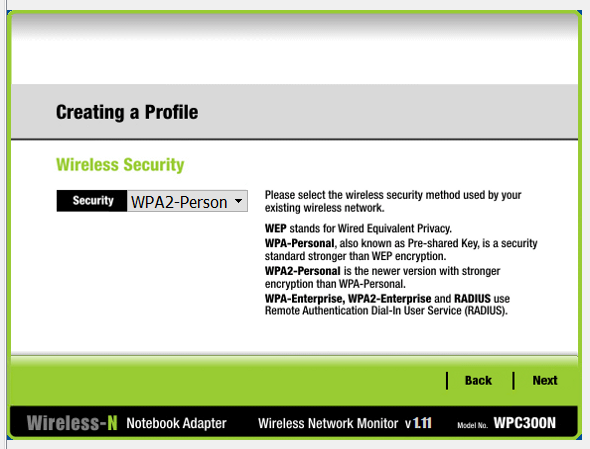 Creating a Profile
Wireless Security
Security WPA2-Person
Please select the wireless security method used by your
existing wireless network.
WEP stands for Wired Equivalent Privacy.
WPA-Personal, also known as Pre-shared Key, is a security
standard stronger than WEP encryption.
WPA2-Personal is the newer version with stronger
encryption than WPA-Personal.
WPA-Enterprise, WPA2-Enterprise and RADIUS use
Remote Authentication Dial-In User Service (RADIUS).
Back Next
Wireless-N Notebook Adapter Wireless Network Monitor v 1.11 Model No. WPC300N